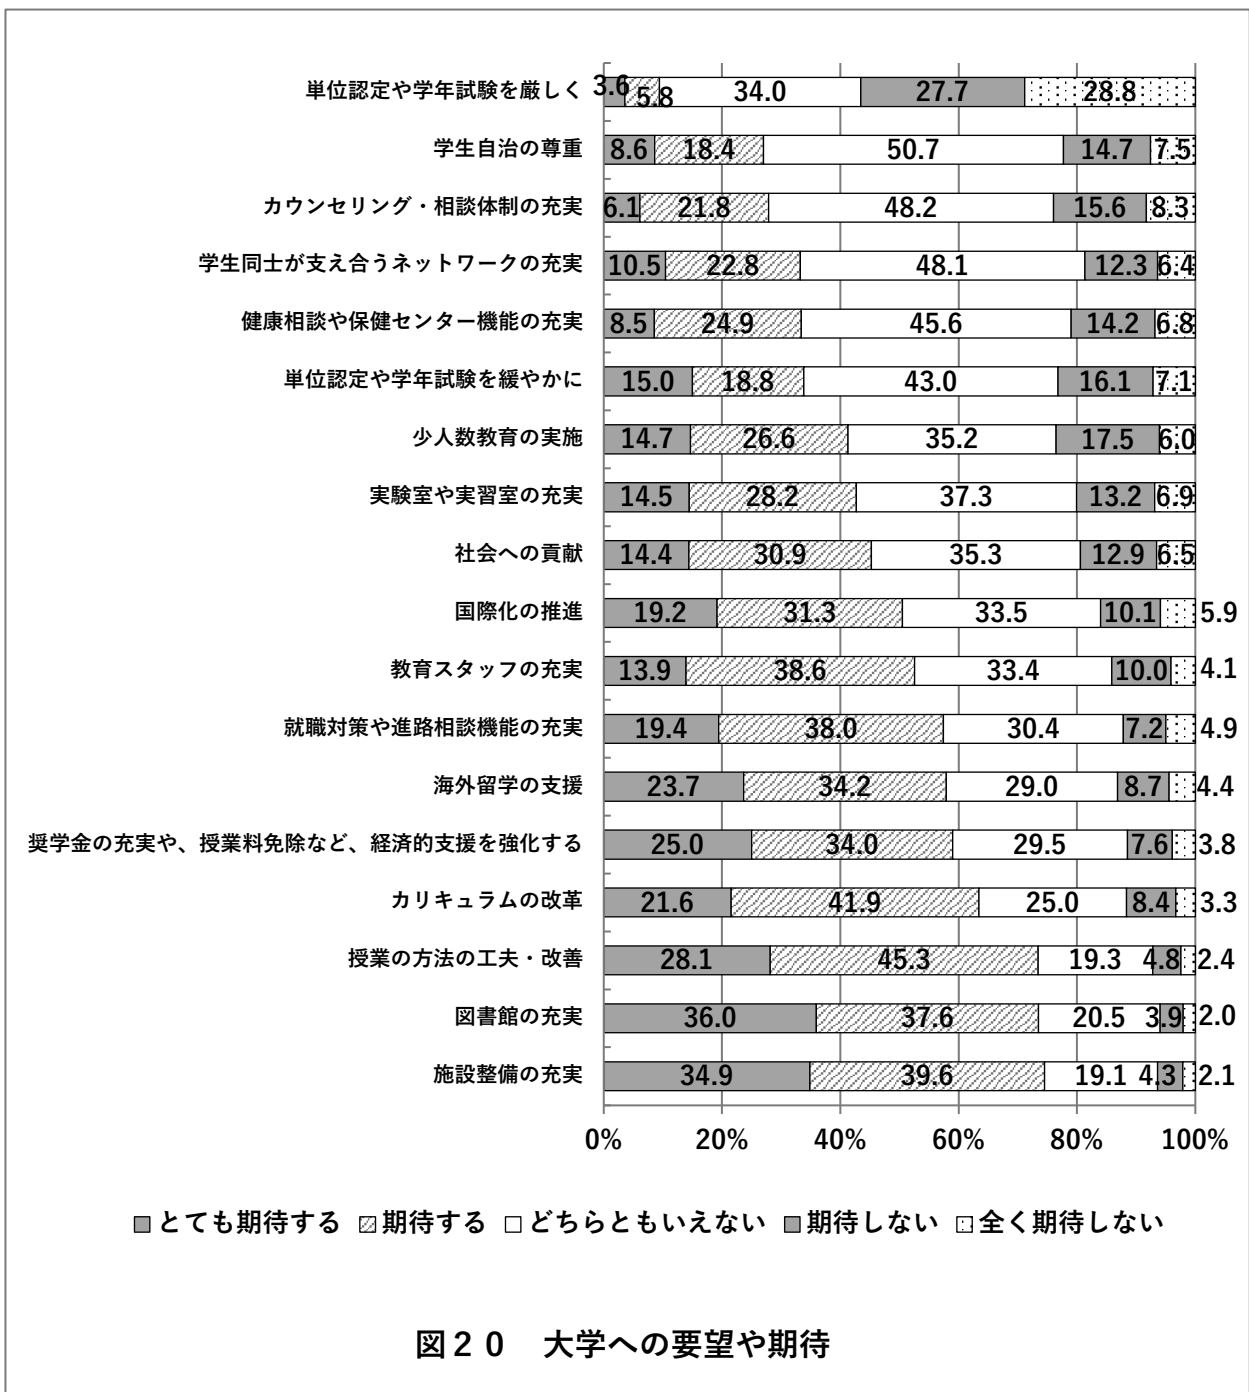 単位認定や学年試験を厳しく 3.6 5.8 34.0 27.7 28.8
学生自治の尊重 8.6 18.4 50.7 14.7 7.5
カウンセリング・相談体制の充実 6.1 21.8 48.2 15.6 8.3
学生同士が支え合うネットワークの充実 10.5 22.8 48.1 12.3 6.4
健康相談や保健センター機能の充実 8.5 24.9 45.6 14.2 6.8
単位認定や学年試験を緩やかに 15.0 18.8 43.0 16.1 7.1
少人数教育の実施 14.7 26.6 35.2 17.5 6.0
実験室や実習室の充実 14.5 28.2 37.3 13.2 6.9
社会への貢献 14.4 30.9 35.3 12.9 6.5
国際化の推進 19.2 31.3 33.5 10.1 5.9
教育スタッフの充実 13.9 38.6 33.4 10.0 4.1
就職対策や進路相談機能の充実 19.4 38.0 30.4 7.2 4.9
海外留学の支援 23.7 34.2 29.0 8.7 4.4
奨学金の充実や、授業料免除など、経済的支援を強化する 25.0 34.0 29.5 7.6 3.8
カリキュラムの改革 21.6 41.9 25.0 8.4 3.3
授業の方法の工夫・改善 28.1 45.3 19.3 4.8 2.4
図書館の充実 36.0 37.6 20.5 3.9 2.0
施設整備の充実 34.9 39.6 19.1 4.3 2.1
0% 20% 40% 60% 80% 100%
とても期待する 期待する どちらともいえない 期待しない 全く期待しない
図２０　大学への要望や期待